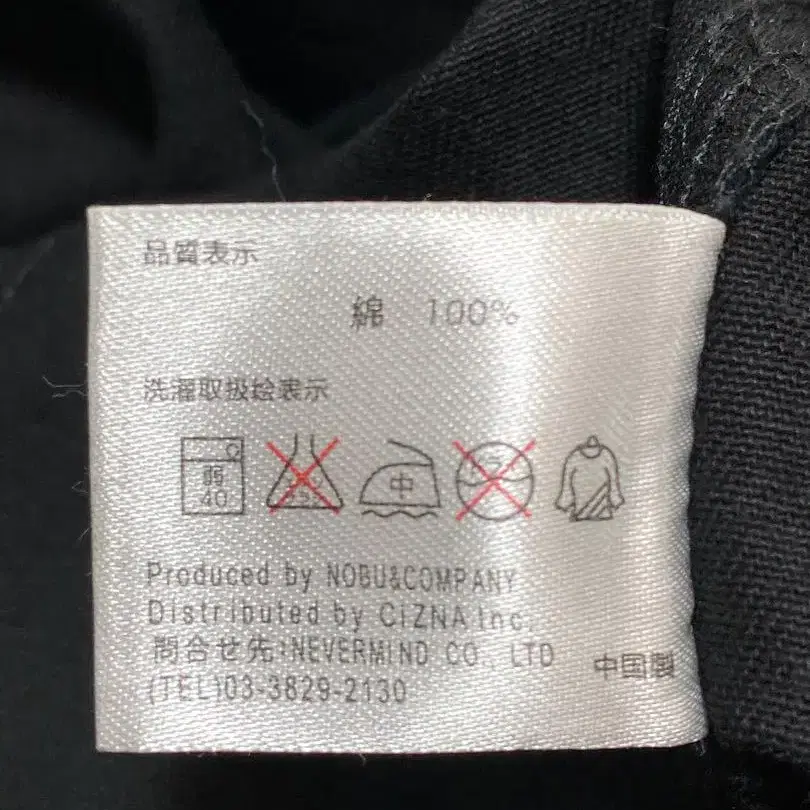 品質表示
綿 100%
洗濯取扱絵表示
弱
40
中
Produced by NOBU&COMPANY
Distributed by CIZNA Inc.
問合せ先:NEVERMIND CO., LTD
(TEL)03-3829-2130
中国製